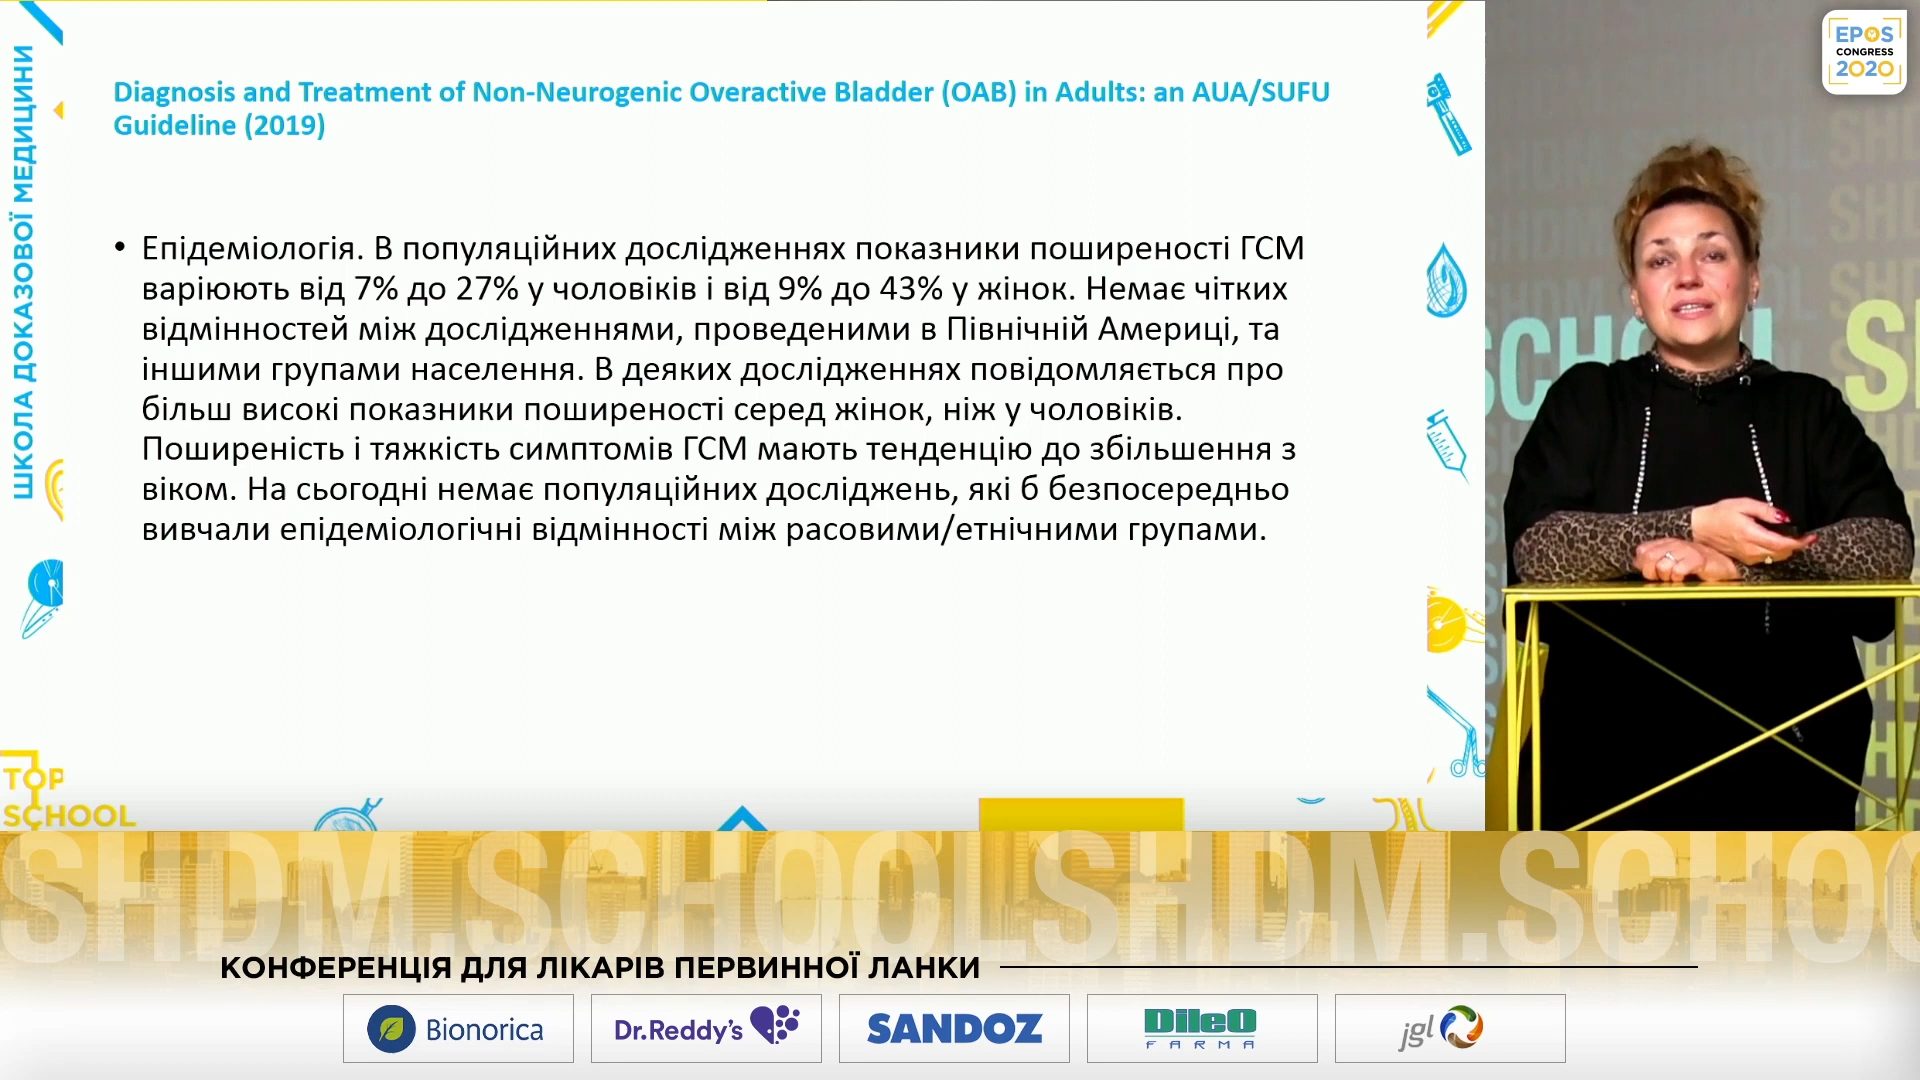 ШКОЛА ДОКАЗОВОЇ МЕДИЦИНИ
Diagnosis and Treatment of Non-Neurogenic Overactive Bladder (OAB) in Adults: an AUA/SUFU
Guideline (2019)
• Епідеміологія. В популяційних дослідженнях показники поширеності ГСМ
варіюють від 7% до 27% у чоловіків і від 9% до 43% у жінок. Немає чітких
відмінностей між дослідженнями, проведеними в Північній Америці, та
іншими групами населення. В деяких дослідженнях повідомляється про
більш високі показники поширеності серед жінок, ніж у чоловіків.
Поширеність і тяжкість симптомів ГСМ мають тенденцію до збільшення з
віком. На сьогодні немає популяційних досліджень, які б безпосередньо
вивчали епідеміологічні відмінності між расовими/етнічними групами.
EPOS
CONGRESS
2020
SCHOOL
TOP
SCHOOL
SHDM.SCHOOLSHDM.SCHOO
КОНФЕРЕНЦІЯ ДЛЯ ЛІКАРІВ ПЕРВИННОЇ ЛАНКИ
Bionorica
Dr.Reddy's
SANDOZ
DileO
FARMA
jgl